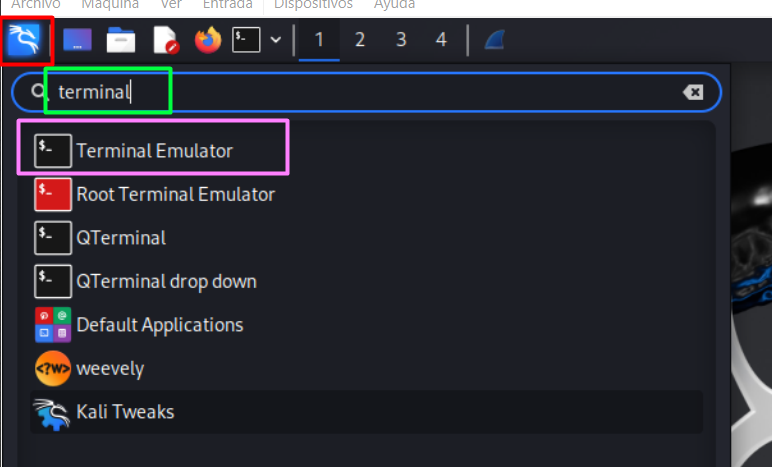 Archivo Máquina Ver Entrada Dispositivos Ayuda
$_ 1 2 3 4
terminal
$_ Terminal Emulator
$_ Root Terminal Emulator
$_ QTerminal
$_ QTerminal drop down
Default Applications
<?w> weevely
Kali Tweaks